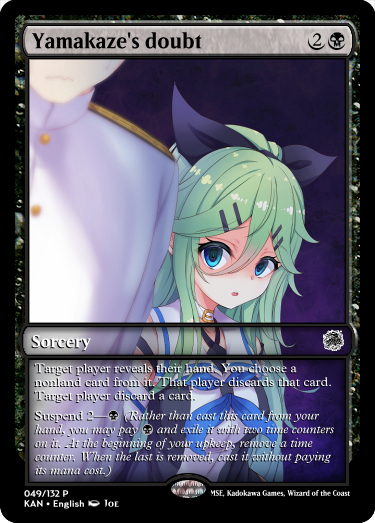 Yamakaze's doubt 2
Sorcery
Target player reveals their hand. You choose a
nonland card from it. That player discards that card.
Target player discard a card.
Suspend 2— (Rather than cast this card from your
hand, you may pay and exile it with two time counters
on it. At the beginning of your upkeep, remove a time
counter. When the last is removed, cast it without paying
its mana cost.)
049/132 P
KAN • English JOE
MSE, Kadokawa Games, Wizard of the Coast